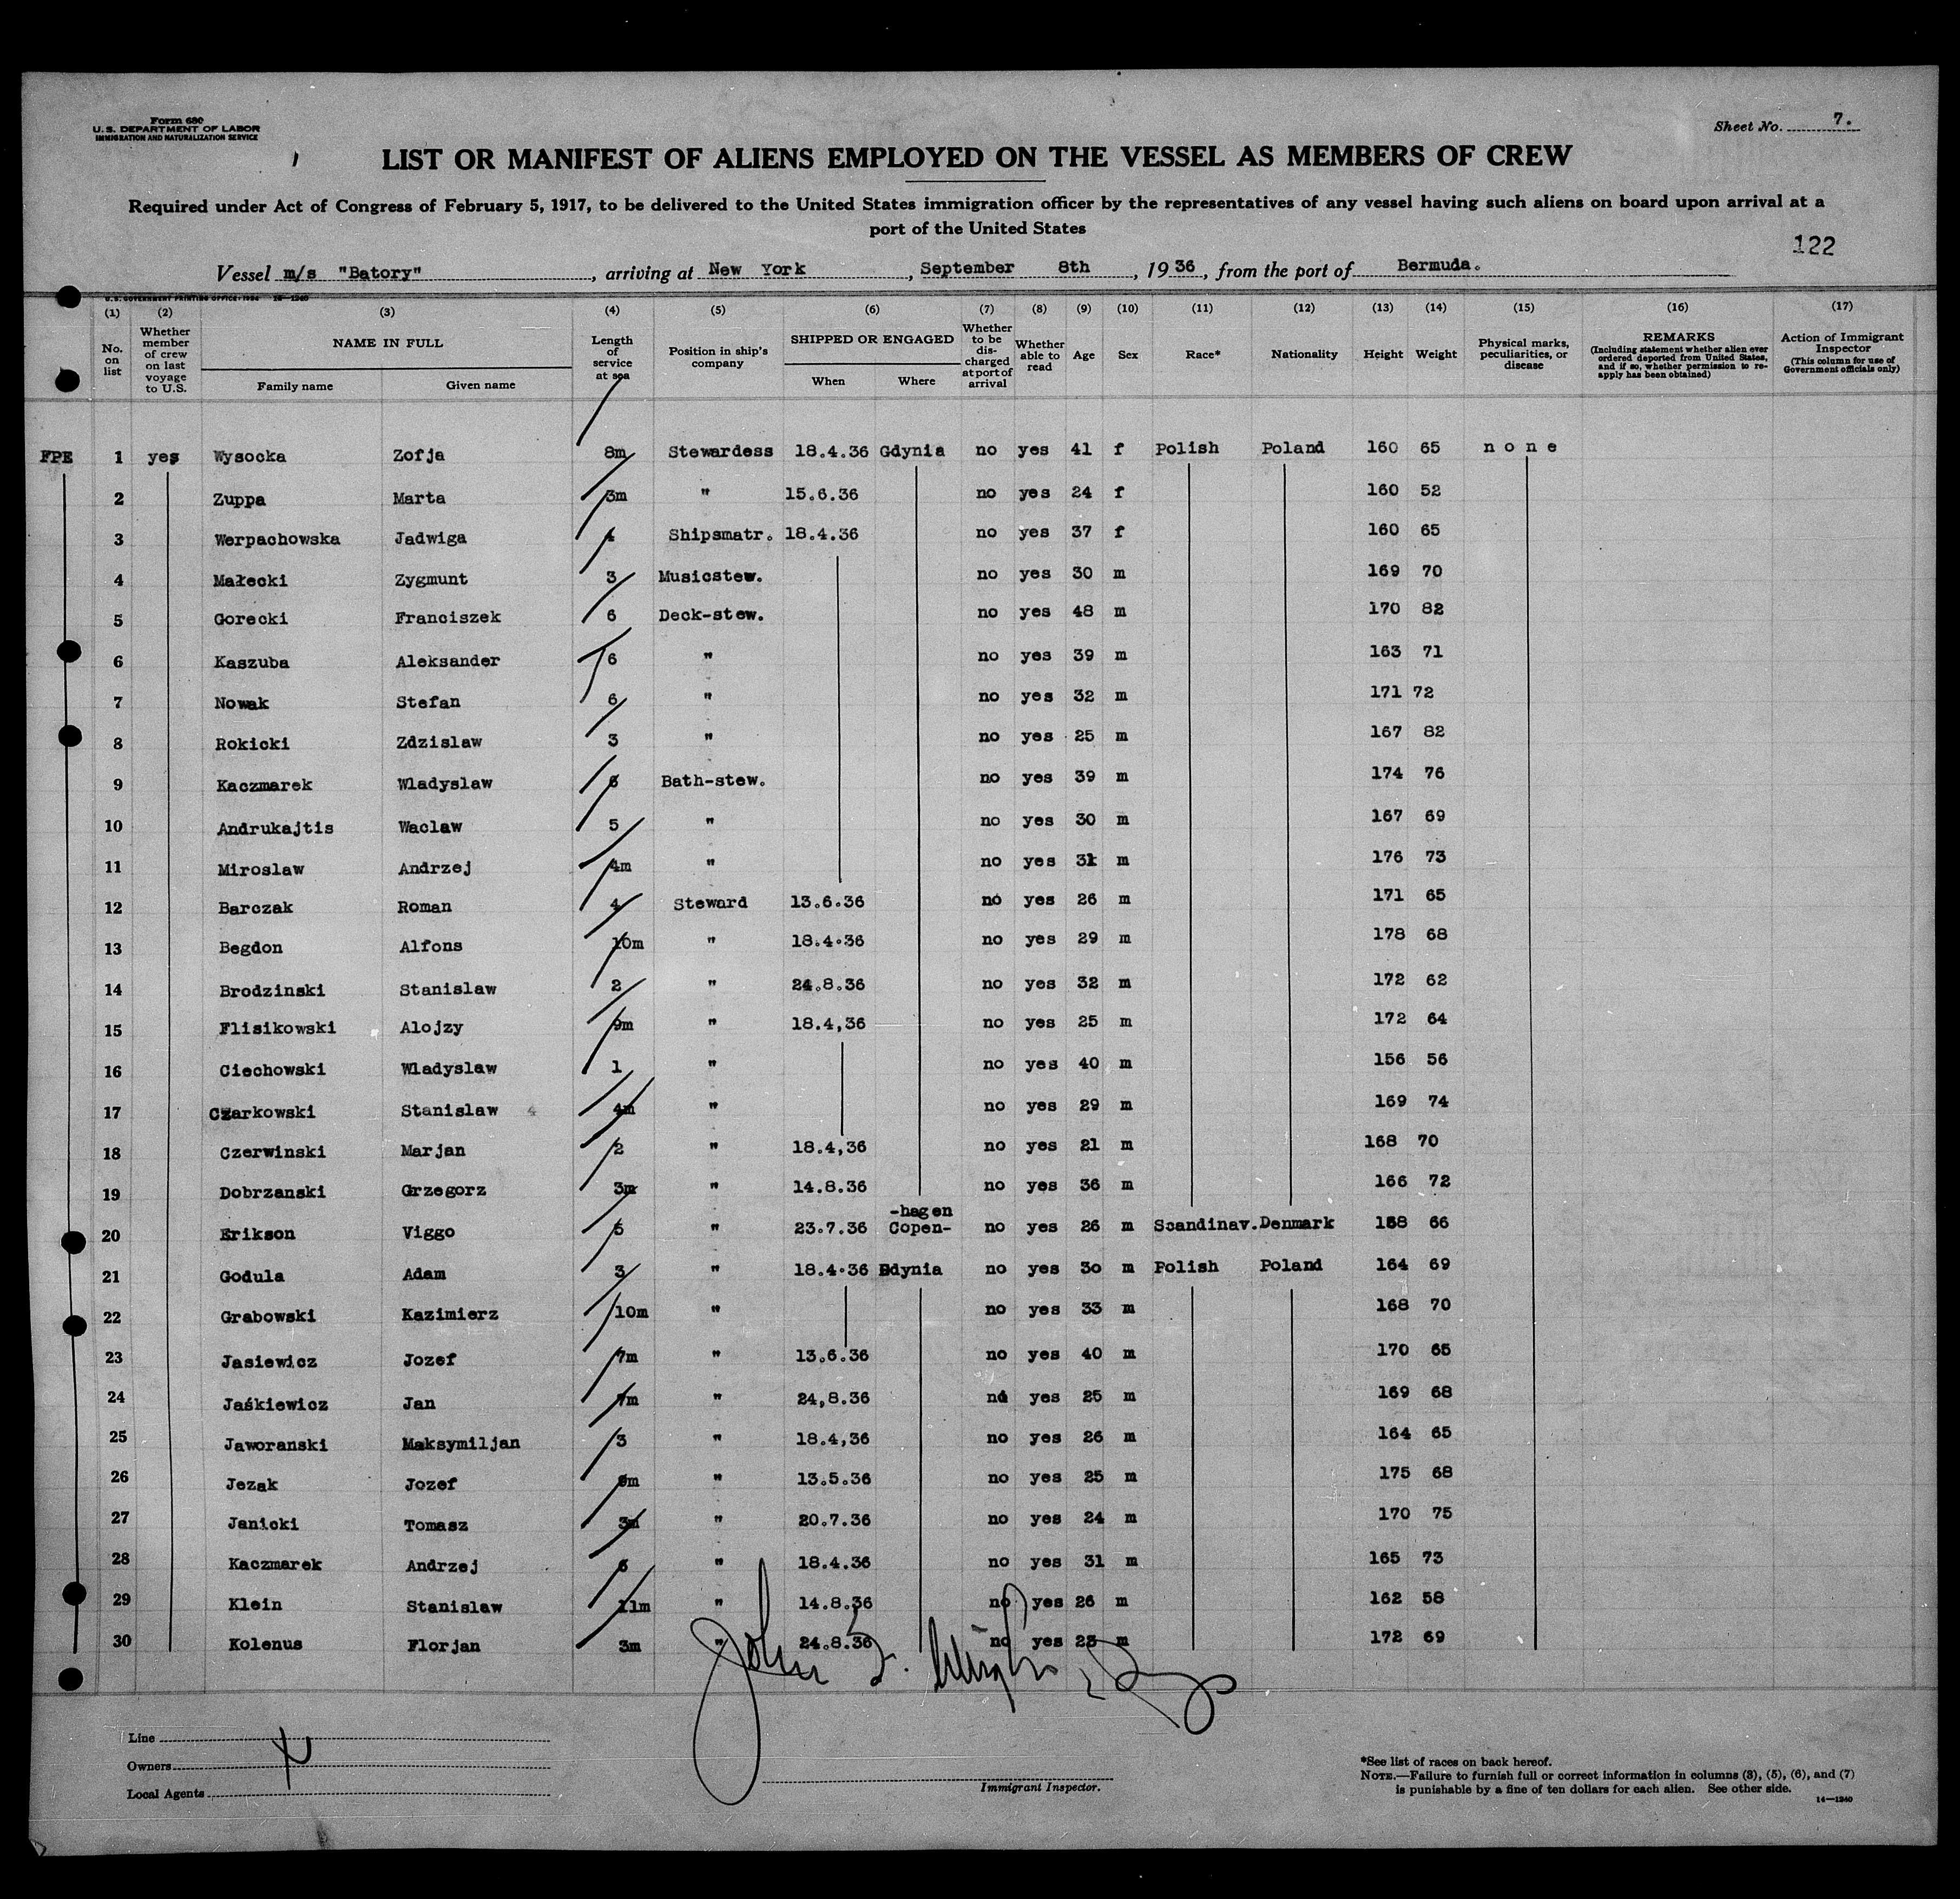 Form 680
U. S. DEPARTMENT OF LABOR
IMMIGRATION AND NATURALIZATION SERVICE
Sheet No. 7.
LIST OR MANIFEST OF ALIENS EMPLOYED ON THE VESSEL AS MEMBERS OF CREW
Required under Act of Congress of February 5, 1917, to be delivered to the United States immigration officer by the representatives of any vessel having such aliens on board upon arrival at a
port of the United States
122
Vessel m/s "Batory", arriving at New York, September 8th, 1936, from the port of Bermuda.
U. S. GOVERNMENT PRINTING OFFICE: 1934 14—1240
(1) (2) (3) (4) (5) (6) (7) (8) (9) (10) (11) (12) (13) (14) (15) (16) (17)
No. on list
Whether member of crew on last voyage to U.S.
NAME IN FULL
Family name Given name
Length of service at sea
Position in ship's company
SHIPPED OR ENGAGED
When Where
Whether to be discharged at port of arrival
Whether able to read
Age Sex Race* Nationality Height Weight
Physical marks, peculiarities, or disease
REMARKS
(Including statement whether alien ever ordered deported from United States, and if so, whether permission to reapply has been obtained)
Action of Immigrant Inspector
(This column for use of Government officials only)
FPE 1 yes Wysocka Zofja 8m Stewardess 18.4.36 Gdynia no yes 41 f Polish Poland 160 65 none
2 Zuppa Marta 3m " 15.6.36 no yes 24 f 160 52
3 Werpachowska Jadwiga 4 Shipsmatr. 18.4.36 no yes 37 f 160 65
4 Małecki Zygmunt 3 Musicstew. no yes 30 m 169 70
5 Gorecki Franciszek 6 Deck-stew. no yes 48 m 170 82
6 Kaszuba Aleksander 6 " no yes 39 m 163 71
7 Nowak Stefan 6 " no yes 32 m 171 72
8 Rokicki Zdzislaw 3 " no yes 25 m 167 82
9 Kaczmarek Wladyslaw 6 Bath-stew. no yes 39 m 174 76
10 Andrukajtis Waclaw 5 " no yes 30 m 167 69
11 Miroslaw Andrzej 4m " no yes 31 m 176 73
12 Barczak Roman 4 Steward 13.6.36 no yes 26 m 171 65
13 Begdon Alfons 10m " 18.4.36 no yes 29 m 178 68
14 Brodzinski Stanislaw 2 " 24.8.36 no yes 32 m 172 62
15 Flisikowski Alojzy 9m " 18.4,36 no yes 25 m 172 64
16 Ciechowski Wladyslaw 1 " no yes 40 m 156 56
17 Czarkowski Stanislaw 4m " no yes 29 m 169 74
18 Czerwinski Marjan 2 " 18.4,36 no yes 21 m 168 70
19 Dobrzanski Grzegorz 3m " 14.8.36 no yes 36 m 166 72
-hagen
20 Erikson Viggo 5 " 23.7.36 Copen- no yes 26 m Scandinav. Denmark 168 66
21 Godula Adam 3 " 18.4.36 Gdynia no yes 30 m Polish Poland 164 69
22 Grabowski Kazimierz 10m " no yes 33 m 168 70
23 Jasiewicz Jozef 7m " 13.6.36 no yes 40 m 170 65
24 Jaśkiewicz Jan 7m " 24,8.36 no yes 25 m 169 68
25 Jaworanski Maksymiljan 3 " 18.4,36 no yes 26 m 164 65
26 Jezak Jozef 9m " 13.5.36 no yes 25 m 175 68
27 Janicki Tomasz 3m " 20.7.36 no yes 24 m 170 75
28 Kaczmarek Andrzej 6 " 18.4.36 no yes 31 m 165 73
29 Klein Stanislaw 11m " 14.8.36 no yes 26 m 162 58
30 Kolenus Florjan 3m " 24.8.36 no yes 23 m 172 69
John
Line
Owners
Local Agents
Immigrant Inspector.
*See list of races on back hereof.
NOTE.—Failure to furnish full or correct information in columns (3), (5), (6), and (7)
is punishable by a fine of ten dollars for each alien. See other side.
14—1240